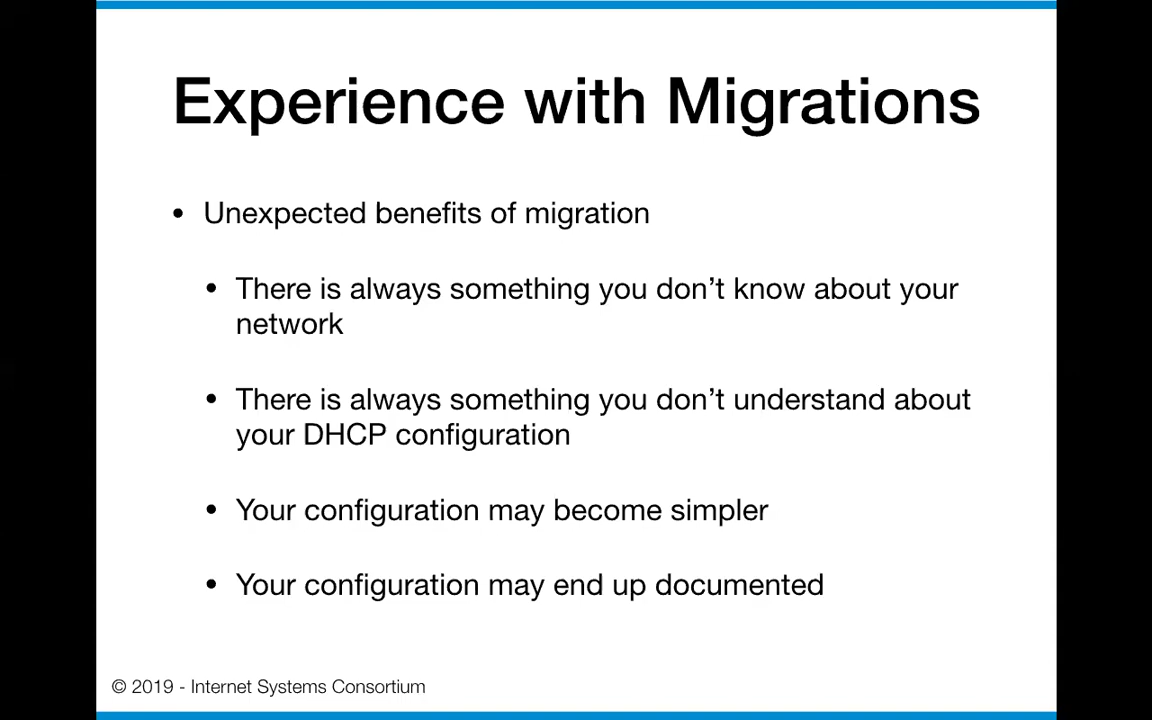 Experience with Migrations
• Unexpected benefits of migration
• There is always something you don’t know about your
network
• There is always something you don’t understand about
your DHCP configuration
• Your configuration may become simpler
• Your configuration may end up documented
© 2019 - Internet Systems Consortium